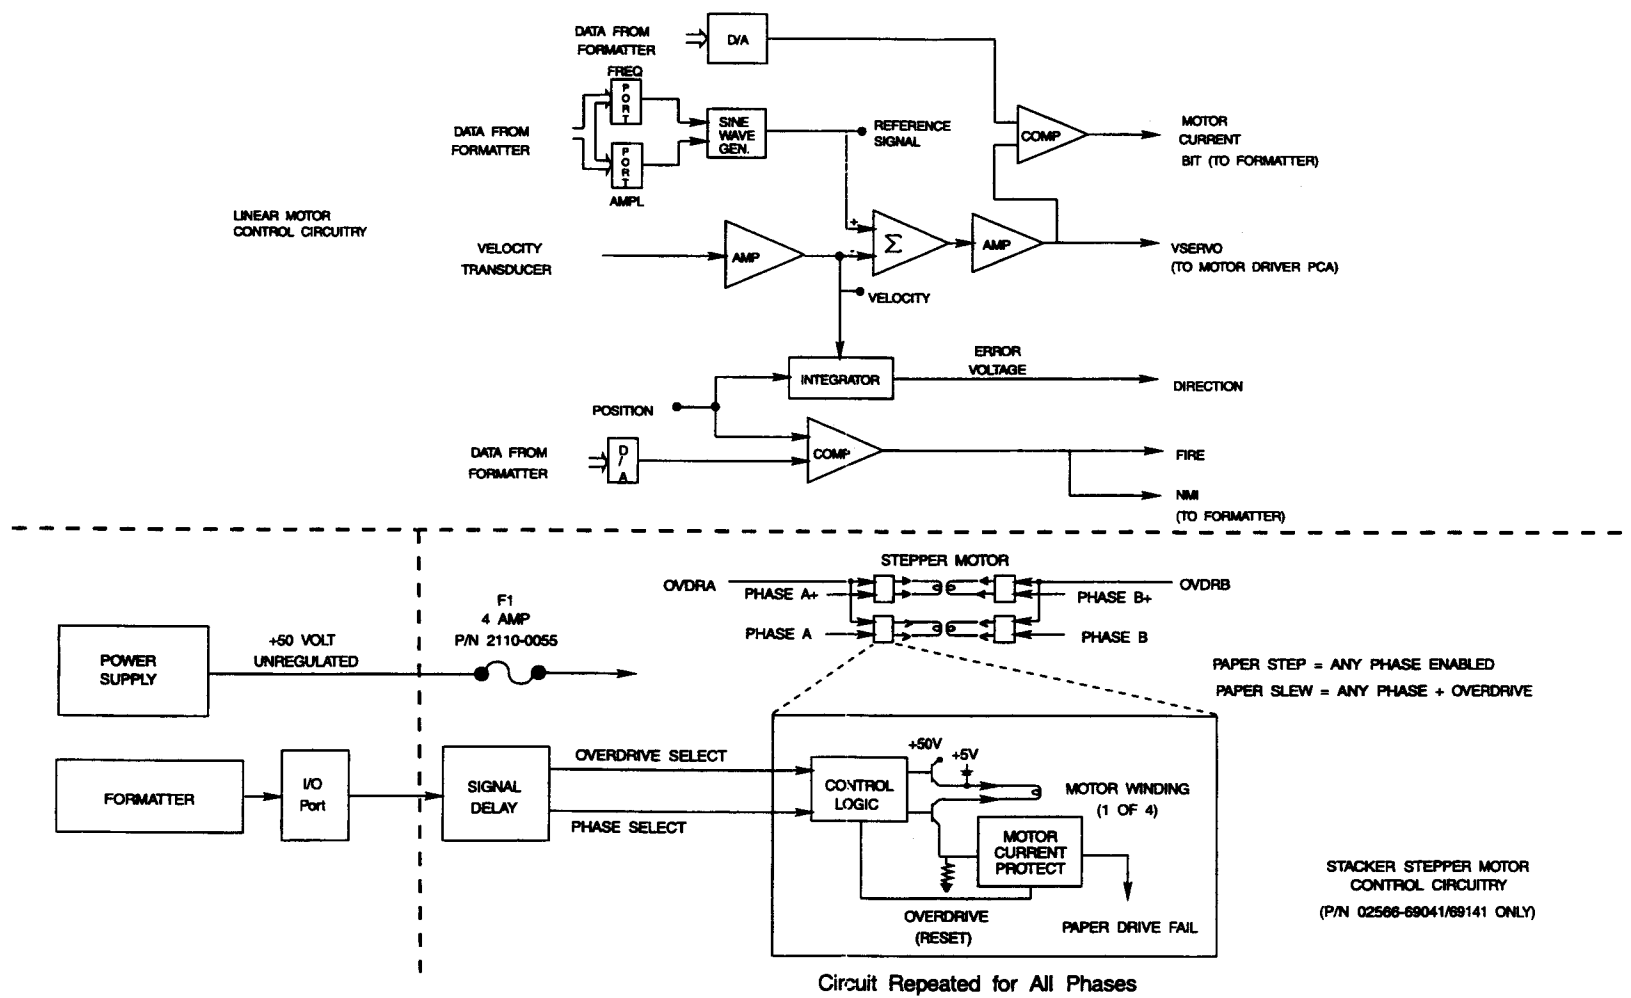 DATA FROM
FORMATTER
D/A
FREQ
PORT
DATA FROM
FORMATTER
PORT
AMPL
SINE
WAVE
GEN.
REFERENCE
SIGNAL
COMP
MOTOR
CURRENT
BIT (TO FORMATTER)
LINEAR MOTOR
CONTROL CIRCUITRY
VELOCITY
TRANSDUCER
AMP
+
-
Σ
AMP
VSERVO
(TO MOTOR DRIVER PCA)
VELOCITY
INTEGRATOR
ERROR
VOLTAGE
DIRECTION
POSITION
DATA FROM
FORMATTER
D/A
COMP
FIRE
NMI
(TO FORMATTER)
STEPPER MOTOR
OVDRA
PHASE A+
PHASE A
OVDRB
PHASE B+
PHASE B
POWER
SUPPLY
+50 VOLT
UNREGULATED
F1
4 AMP
P/N 2110-0055
PAPER STEP = ANY PHASE ENABLED
PAPER SLEW = ANY PHASE + OVERDRIVE
FORMATTER
I/O
Port
SIGNAL
DELAY
OVERDRIVE SELECT
PHASE SELECT
CONTROL
LOGIC
+50V
+5V
MOTOR WINDING
(1 OF 4)
MOTOR
CURRENT
PROTECT
OVERDRIVE
(RESET)
PAPER DRIVE FAIL
STACKER STEPPER MOTOR
CONTROL CIRCUITRY
(P/N 02566-69041/69141 ONLY)
Circuit Repeated for All Phases